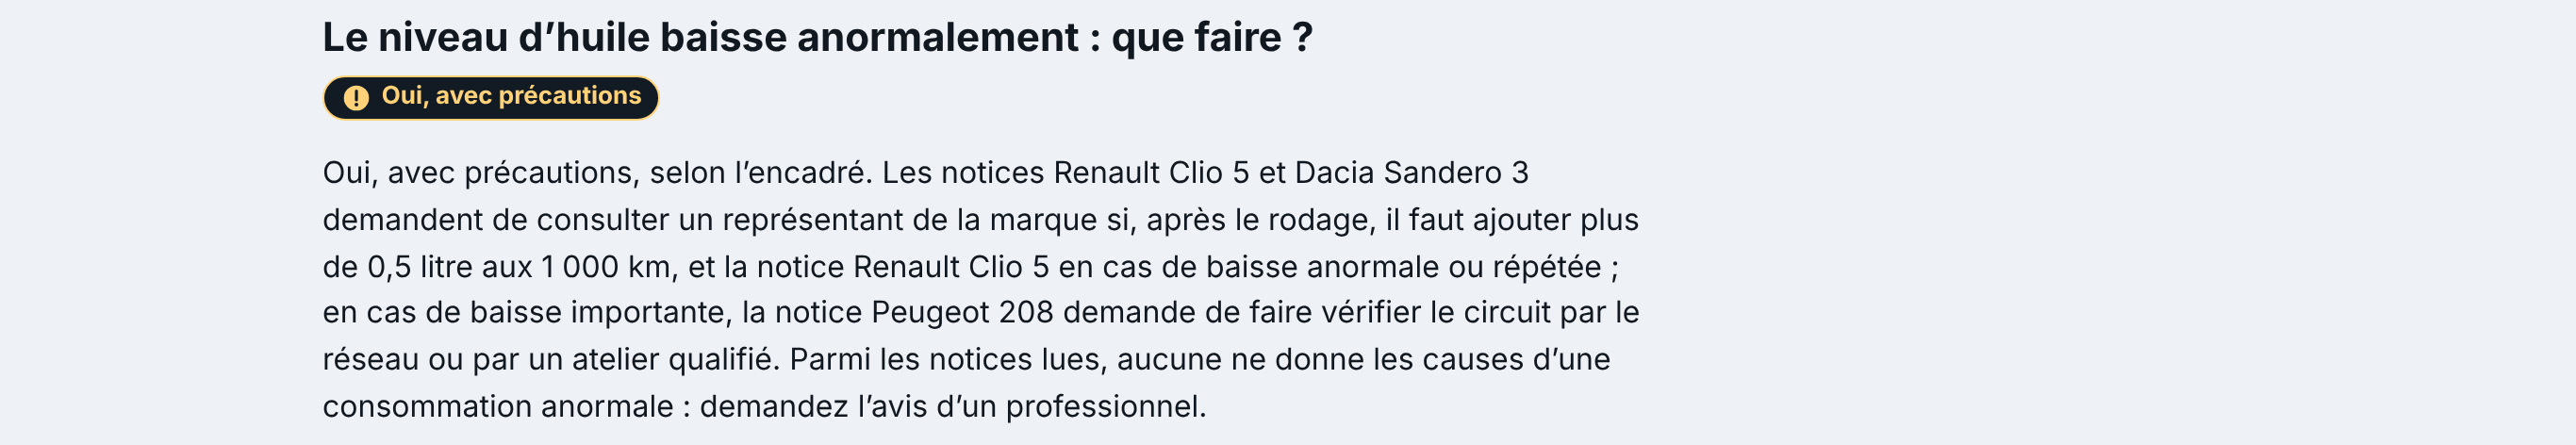 Le niveau d’huile baisse anormalement : que faire ?
Oui, avec précautions
Oui, avec précautions, selon l’encadré. Les notices Renault Clio 5 et Dacia Sandero 3
demandent de consulter un représentant de la marque si, après le rodage, il faut ajouter plus
de 0,5 litre aux 1 000 km, et la notice Renault Clio 5 en cas de baisse anormale ou répétée ;
en cas de baisse importante, la notice Peugeot 208 demande de faire vérifier le circuit par le
réseau ou par un atelier qualifié. Parmi les notices lues, aucune ne donne les causes d’une
consommation anormale : demandez l’avis d’un professionnel.